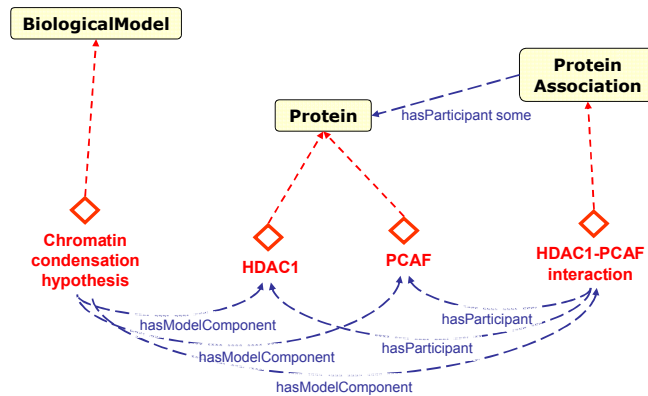 BiologicalModel
Protein
Association
hasParticipant some
Protein
Chromatin
condensation
hypothesis
HDAC1
PCAF
HDAC1-PCAF
interaction
hasModelComponent
hasParticipant
hasParticipant
hasModelComponent
hasModelComponent